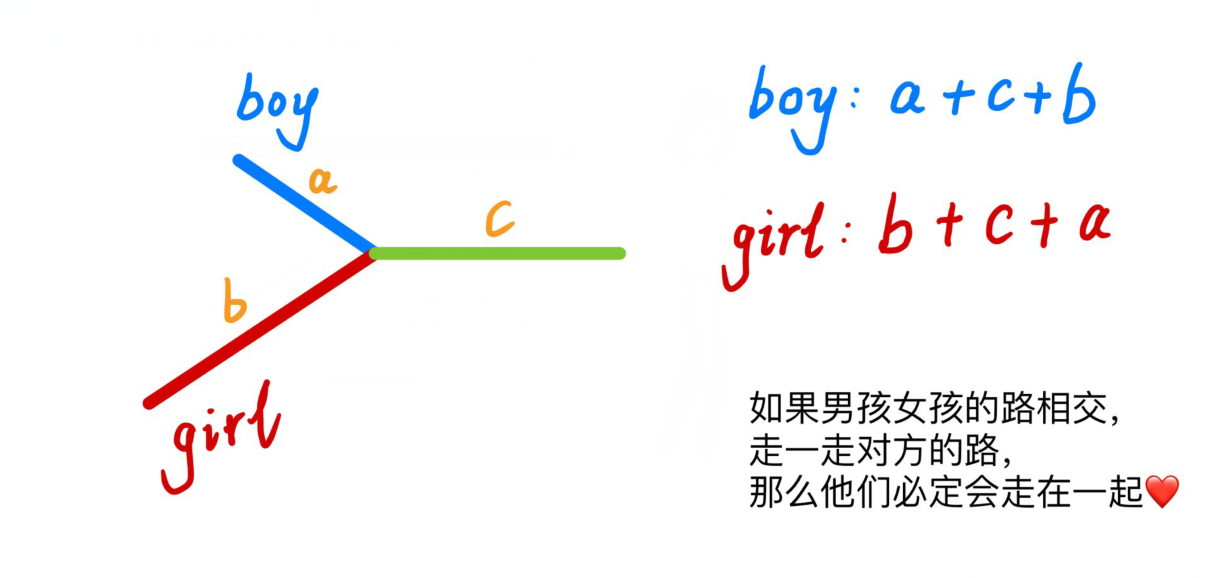 boy
a
c
b
girl
boy: a+c+b
girl: b+c+a
如果男孩女孩的路相交，
走一走对方的路，
那么他们必定会走在一起❤️